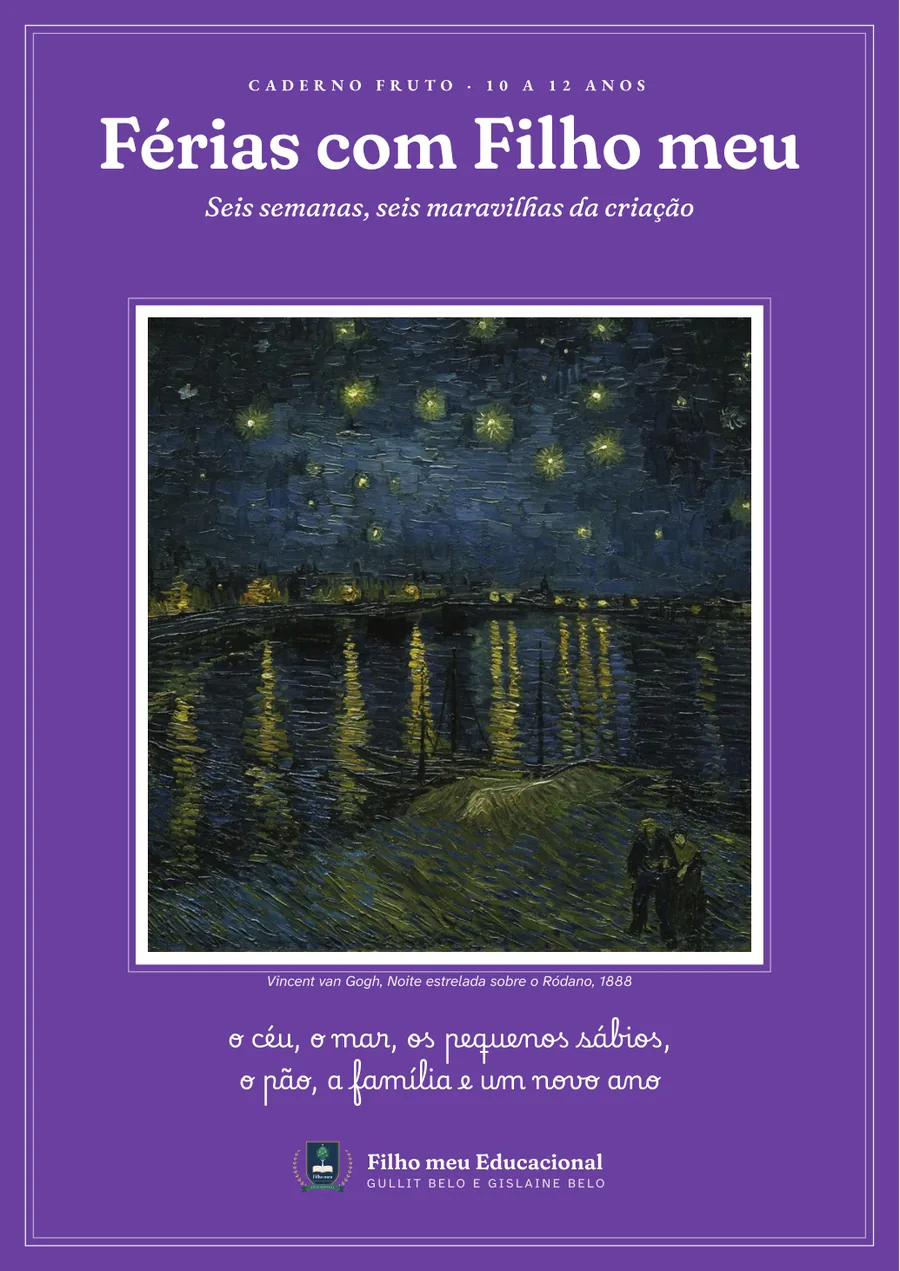 CADERNO FRUTO · 10 A 12 ANOS
Férias com Filho meu
Seis semanas, seis maravilhas da criação
Vincent van Gogh, Noite estrelada sobre o Ródano, 1888
o céu, o mar, os pequenos sábios,
o pão, a família e um novo ano
Filho meu
Filho meu Educacional
GULLIT BELO E GISLAINE BELO